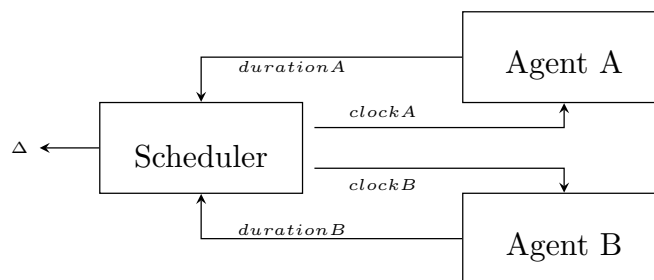 Agent A
durationA
clockA
Δ
Scheduler
clockB
durationB
Agent B